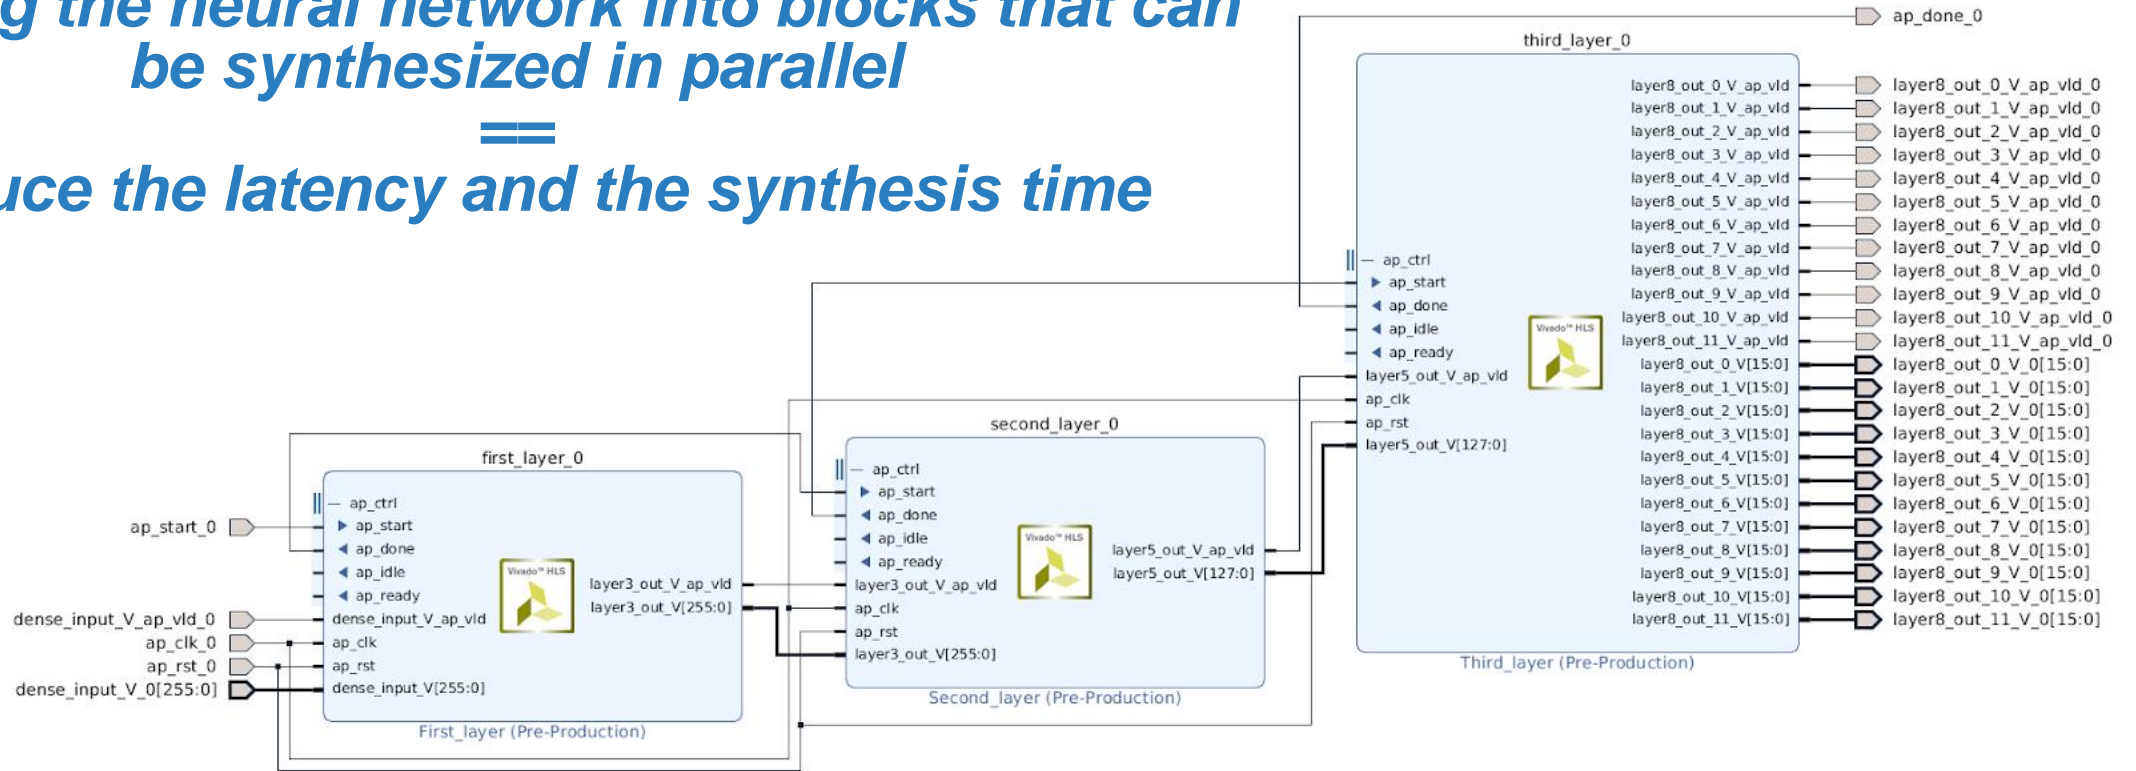 g the neural network into blocks that can
be synthesized in parallel
==
uce the latency and the synthesis time
ap_done_0
third_layer_0
layer8_out_0_V_ap_vld
layer8_out_1_V_ap_vld
layer8_out_2_V_ap_vld
layer8_out_3_V_ap_vld
layer8_out_4_V_ap_vld
layer8_out_5_V_ap_vld
layer8_out_6_V_ap_vld
layer8_out_7_V_ap_vld
layer8_out_8_V_ap_vld
layer8_out_9_V_ap_vld
layer8_out_10_V_ap_vld
layer8_out_11_V_ap_vld
layer8_out_0_V[15:0]
layer8_out_1_V[15:0]
layer8_out_2_V[15:0]
layer8_out_3_V[15:0]
layer8_out_4_V[15:0]
layer8_out_5_V[15:0]
layer8_out_6_V[15:0]
layer8_out_7_V[15:0]
layer8_out_8_V[15:0]
layer8_out_9_V[15:0]
layer8_out_10_V[15:0]
layer8_out_11_V[15:0]
layer8_out_0_V_ap_vld_0
layer8_out_1_V_ap_vld_0
layer8_out_2_V_ap_vld_0
layer8_out_3_V_ap_vld_0
layer8_out_4_V_ap_vld_0
layer8_out_5_V_ap_vld_0
layer8_out_6_V_ap_vld_0
layer8_out_7_V_ap_vld_0
layer8_out_8_V_ap_vld_0
layer8_out_9_V_ap_vld_0
layer8_out_10_V_ap_vld_0
layer8_out_11_V_ap_vld_0
layer8_out_0_V_0[15:0]
layer8_out_1_V_0[15:0]
layer8_out_2_V_0[15:0]
layer8_out_3_V_0[15:0]
layer8_out_4_V_0[15:0]
layer8_out_5_V_0[15:0]
layer8_out_6_V_0[15:0]
layer8_out_7_V_0[15:0]
layer8_out_8_V_0[15:0]
layer8_out_9_V_0[15:0]
layer8_out_10_V_0[15:0]
layer8_out_11_V_0[15:0]
ap_ctrl
ap_start
ap_done
ap_idle
ap_ready
layer5_out_V_ap_vld
ap_clk
ap_rst
layer5_out_V[127:0]
Vivado™ HLS
Third_layer (Pre-Production)
second_layer_0
ap_ctrl
ap_start
ap_done
ap_idle
ap_ready
layer3_out_V_ap_vld
ap_clk
ap_rst
layer3_out_V[255:0]
Vivado™ HLS
layer5_out_V_ap_vld
layer5_out_V[127:0]
Second_layer (Pre-Production)
first_layer_0
ap_ctrl
ap_start
ap_done
ap_idle
ap_ready
dense_input_V_ap_vld
ap_clk
ap_rst
dense_input_V[255:0]
Vivado™ HLS
layer3_out_V_ap_vld
layer3_out_V[255:0]
First_layer (Pre-Production)
ap_start_0
dense_input_V_ap_vld_0
ap_clk_0
ap_rst_0
dense_input_V_0[255:0]